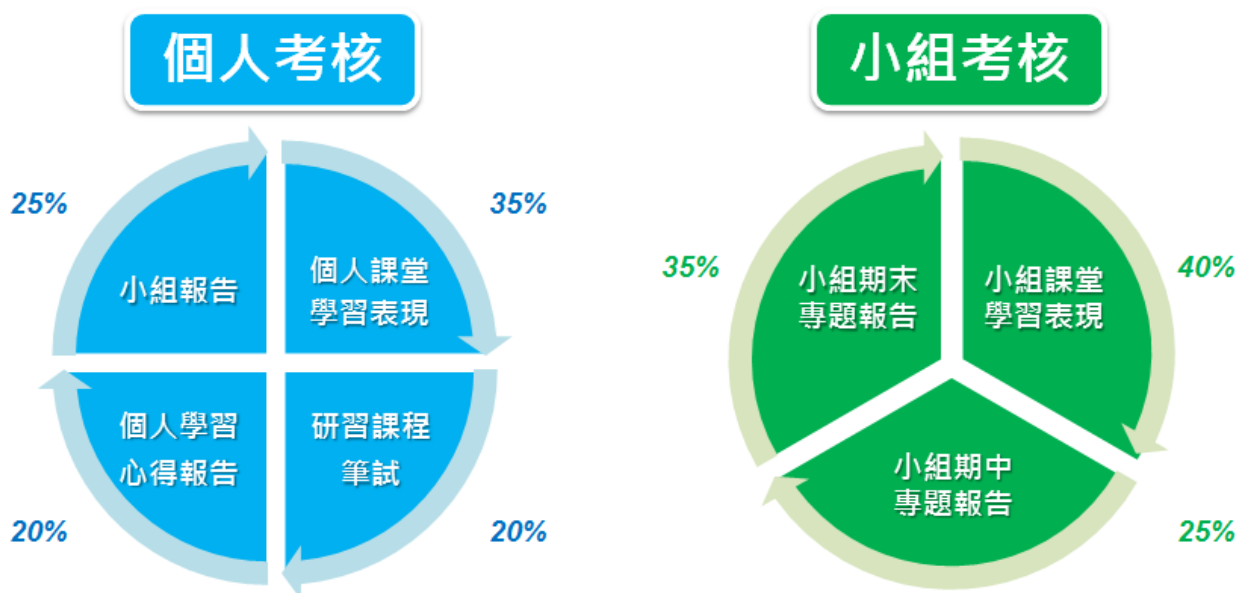 個人考核
25%
35%
小組報告
個人課堂
學習表現
個人學習
心得報告
研習課程
筆試
20%
20%
小組考核
35%
40%
小組期末
專題報告
小組課堂
學習表現
小組期中
專題報告
25%